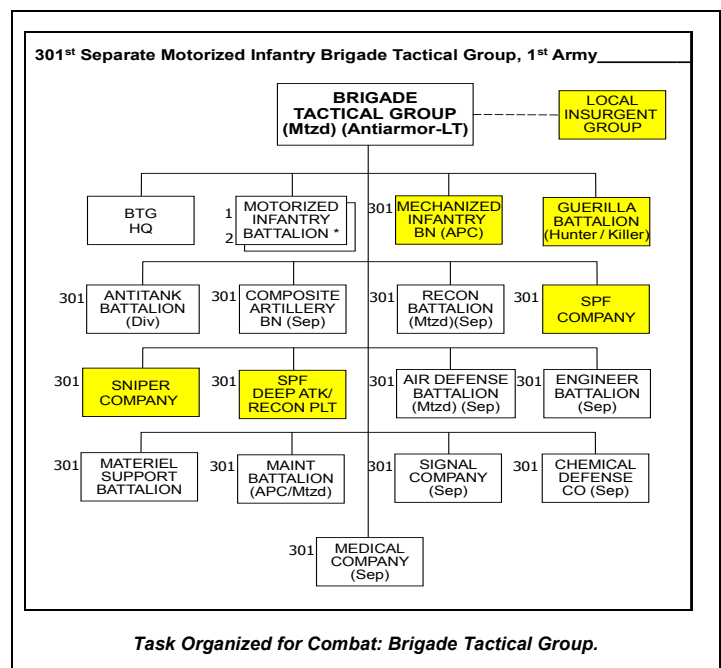 301st Separate Motorized Infantry Brigade Tactical Group, 1st Army
BRIGADE
TACTICAL GROUP
(Mtzd) (Antiarmor-LT)
LOCAL
INSURGENT
GROUP
BTG
HQ
1
2
MOTORIZED
INFANTRY
BATTALION *
301
MECHANIZED
INFANTRY
BN (APC)
GUERILLA
BATTALION
(Hunter / Killer)
301
ANTITANK
BATTALION
(Div)
301
COMPOSITE
ARTILLERY
BN (Sep)
301
RECON
BATTALION
(Mtzd)(Sep)
301
SPF
COMPANY
301
SNIPER
COMPANY
301
SPF
DEEP ATK/
RECON PLT
301
AIR DEFENSE
BATTALION
(Mtzd) (Sep)
301
ENGINEER
BATTALION
(Sep)
301
MATERIEL
SUPPORT
BATTALION
301
MAINT
BATTALION
(APC/Mtzd)
301
SIGNAL
COMPANY
(Sep)
301
CHEMICAL
DEFENSE
CO (Sep)
301
MEDICAL
COMPANY
(Sep)
Task Organized for Combat: Brigade Tactical Group.